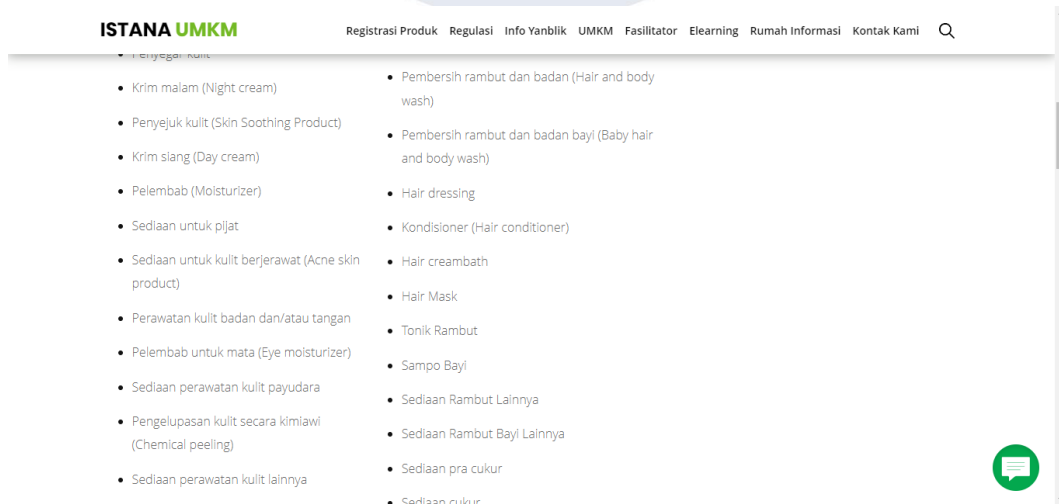 ISTANA UMKM
Registrasi Produk Regulasi Info Yanblik UMKM Fasilitator Elearning Rumah Informasi Kontak Kami
Penyegar kulit
Krim malam (Night cream)
Penyejuk kulit (Skin Soothing Product)
Krim siang (Day cream)
Pelembab (Moisturizer)
Sediaan untuk pijat
Sediaan untuk kulit berjerawat (Acne skin
product)
Perawatan kulit badan dan/atau tangan
Pelembab untuk mata (Eye moisturizer)
Sediaan perawatan kulit payudara
Pengelupasan kulit secara kimiawi
(Chemical peeling)
Sediaan perawatan kulit lainnya
Pembersih rambut dan badan (Hair and body
wash)
Pembersih rambut dan badan bayi (Baby hair
and body wash)
Hair dressing
Kondisioner (Hair conditioner)
Hair creambath
Hair Mask
Tonik Rambut
Sampo Bayi
Sediaan Rambut Lainnya
Sediaan Rambut Bayi Lainnya
Sediaan pra cukur
Sediaan cukur